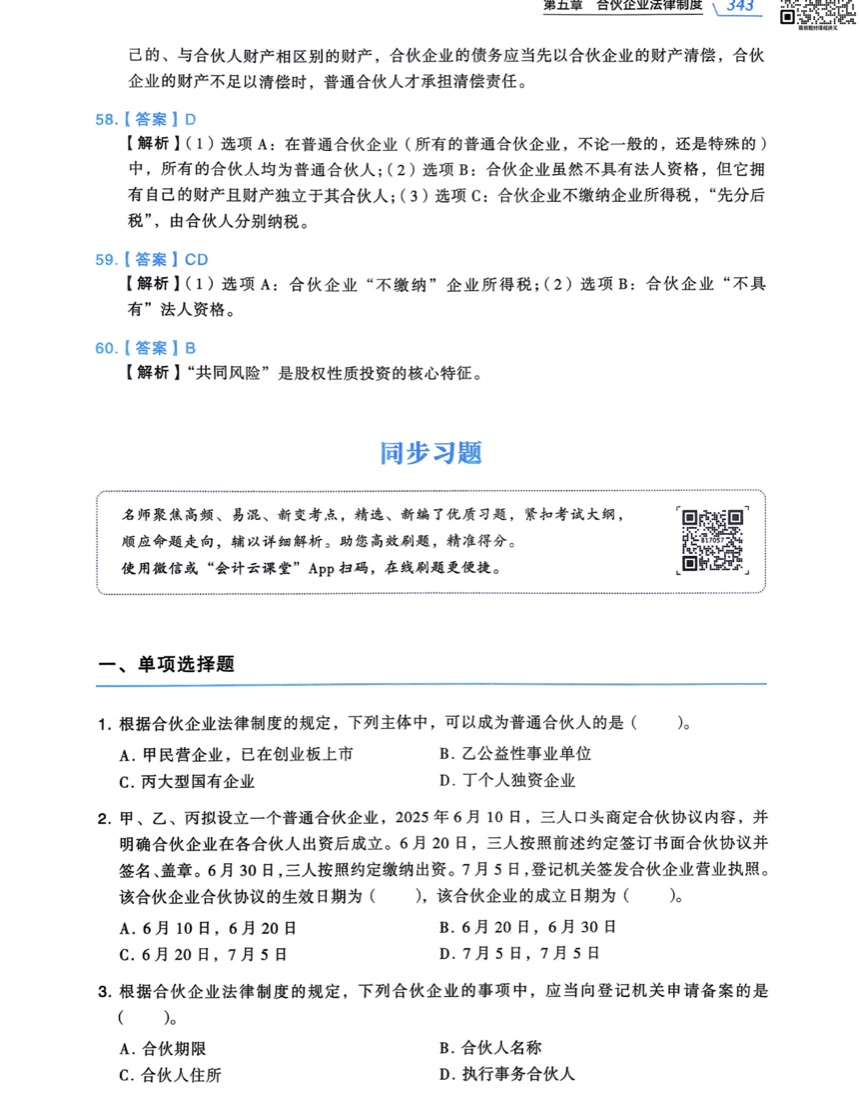 第五章 合伙企业法律制度 343
己的、与合伙人财产相区别的财产，合伙企业的债务应当先以合伙企业的财产清偿，合伙
企业的财产不足以清偿时，普通合伙人才承担清偿责任。
58.【答案】D
【解析】（1）选项 A：在普通合伙企业（所有的普通合伙企业，不论一般的，还是特殊的）
中，所有的合伙人均为普通合伙人；（2）选项 B：合伙企业虽然不具有法人资格，但它拥
有自己的财产且财产独立于其合伙人；（3）选项 C：合伙企业不缴纳企业所得税，“先分后
税”，由合伙人分别纳税。
59.【答案】CD
【解析】（1）选项 A：合伙企业“不缴纳”企业所得税；（2）选项 B：合伙企业“不具
有”法人资格。
60.【答案】B
【解析】“共同风险”是股权性质投资的核心特征。
同步习题
名师聚焦高频、易混、新变考点，精选、新编了优质习题，紧扣考试大纲，
顺应命题走向，辅以详细解析。助您高效刷题，精准得分。
使用微信或“会计云课堂”App 扫码，在线刷题更便捷。
一、单项选择题
1. 根据合伙企业法律制度的规定，下列主体中，可以成为普通合伙人的是（　　）。
A. 甲民营企业，已在创业板上市 B. 乙公益性事业单位
C. 丙大型国有企业 D. 丁个人独资企业
2. 甲、乙、丙拟设立一个普通合伙企业，2025 年 6 月 10 日，三人口头商定合伙协议内容，并
明确合伙企业在各合伙人出资后成立。6 月 20 日，三人按照前述约定签订书面合伙协议并
签名、盖章。6 月 30 日，三人按照约定缴纳出资。7 月 5 日，登记机关签发合伙企业营业执照。
该合伙企业合伙协议的生效日期为（　　），该合伙企业的成立日期为（　　）。
A. 6 月 10 日，6 月 20 日 B. 6 月 20 日，6 月 30 日
C. 6 月 20 日，7 月 5 日 D. 7 月 5 日，7 月 5 日
3. 根据合伙企业法律制度的规定，下列合伙企业的事项中，应当向登记机关申请备案的是
（　　）。
A. 合伙期限 B. 合伙人名称
C. 合伙人住所 D. 执行事务合伙人